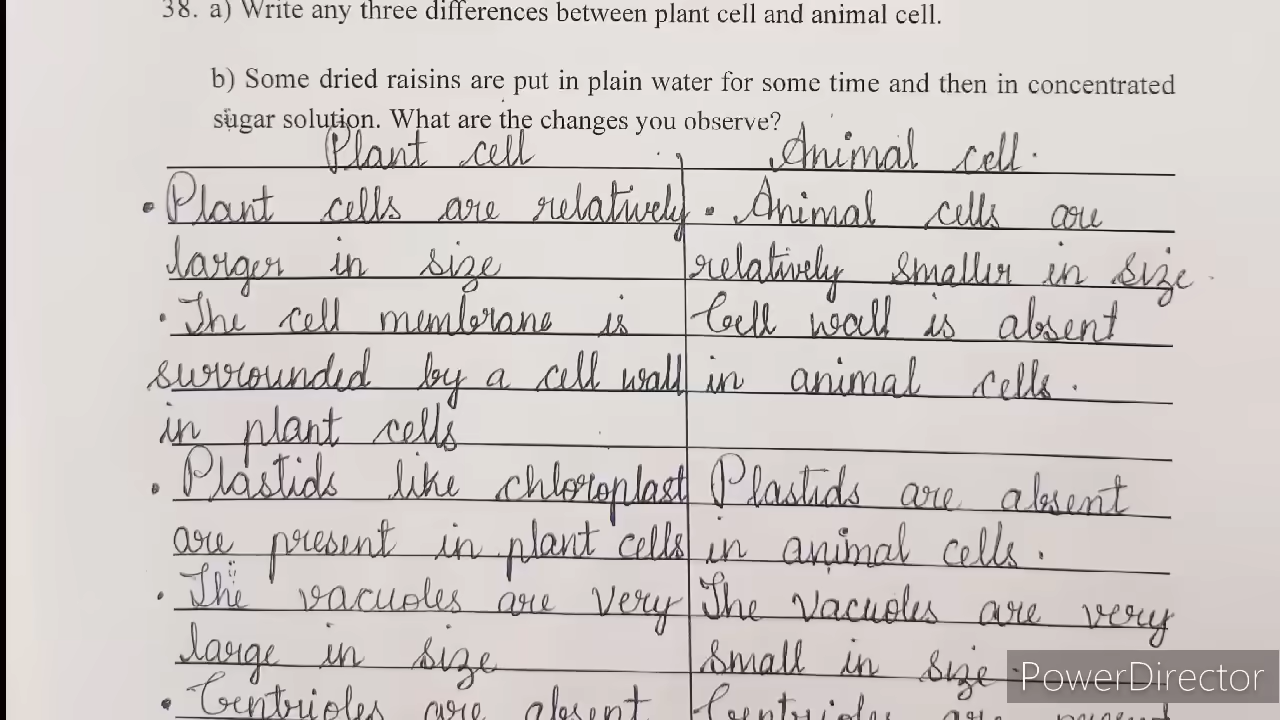 38. a) Write any three differences between plant cell and animal cell.
b) Some dried raisins are put in plain water for some time and then in concentrated
sugar solution. What are the changes you observe?
Plant cell Animal cell.
• Plant cells are relatively • Animal cells are
larger in size relatively smaller in size.
• The cell membrane is Cell wall is absent
surrounded by a cell wall in animal cells.
in plant cells
• Plastids like chloroplast Plastids are absent
are present in plant cells in animal cells.
• The vacuoles are very The vacuoles are very
large in size small in size.
• Centrioles are absent Centrioles are present
PowerDirector